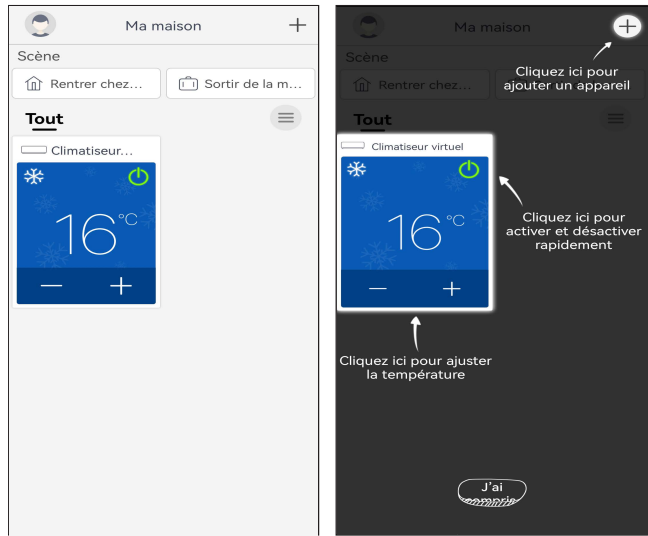 Ma maison
Scène
Rentrer chez...
Sortir de la m...
Tout
Climatiseur...
16°C
Ma maison
Scène
Cliquez ici pour
ajouter un appareil
Rentrer chez...
Tout
Climatiseur virtuel
16°C
Cliquez ici pour
activer et désactiver
rapidement
Cliquez ici pour ajuster
la température
J'ai
compris